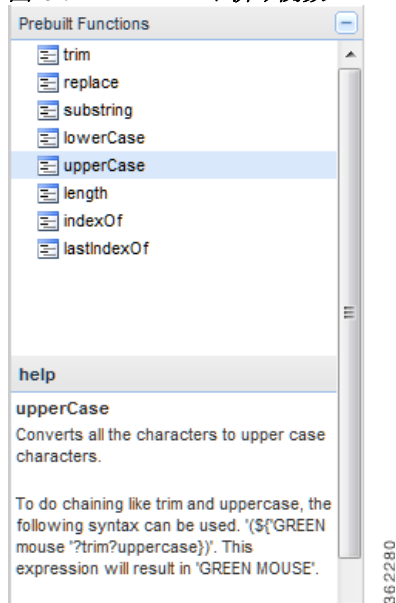 Prebuilt Functions
trim
replace
substring
lowerCase
upperCase
length
indexOf
lastIndexOf
help
upperCase
Converts all the characters to upper case
characters.
To do chaining like trim and uppercase, the
following syntax can be used. '(${'GREEN
mouse '?trim?uppercase})'. This
expression will result in 'GREEN MOUSE'.
362280